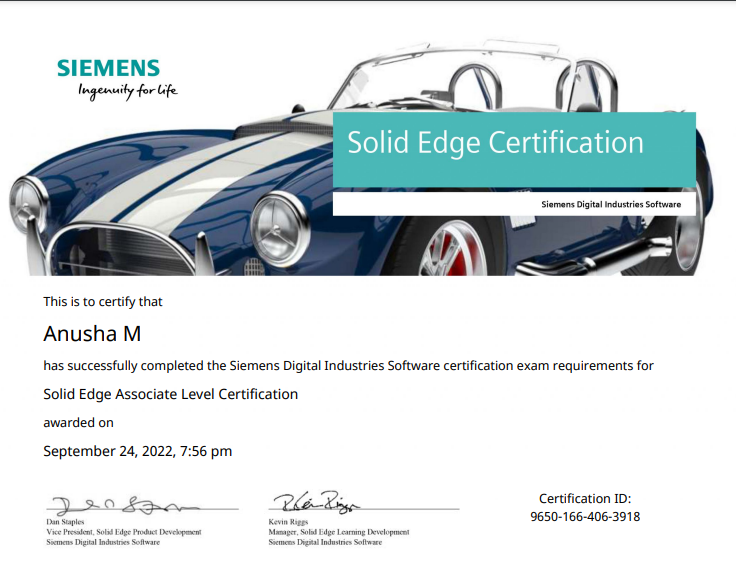 SIEMENS
Ingenuity for life
Solid Edge Certification
Siemens Digital Industries Software
This is to certify that
Anusha M
has successfully completed the Siemens Digital Industries Software certification exam requirements for
Solid Edge Associate Level Certification
awarded on
September 24, 2022, 7:56 pm
Dan Staples
Vice President, Solid Edge Product Development
Siemens Digital Industries Software
Kevin Riggs
Manager, Solid Edge Learning Development
Siemens Digital Industries Software
Certification ID:
9650-166-406-3918